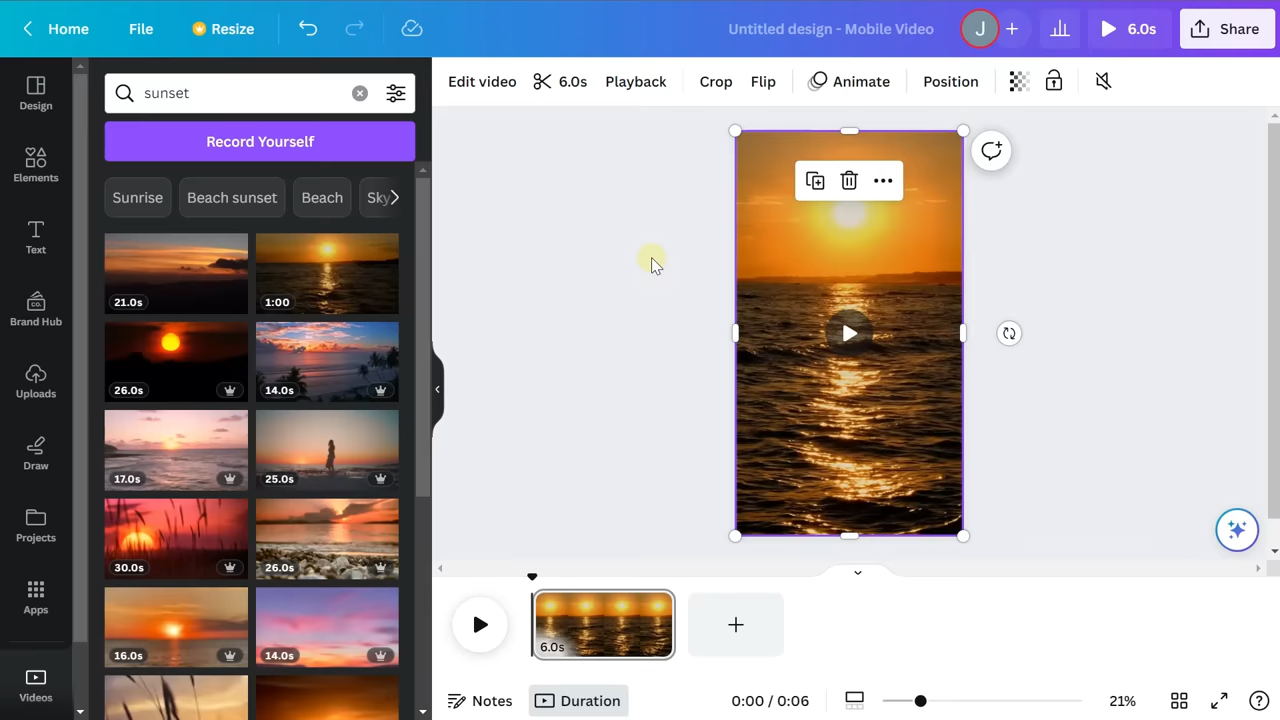 Home
File
Resize
Untitled design - Mobile Video
J
6.0s
Share
Edit video
6.0s
Playback
Crop
Flip
Animate
Position
Design
Elements
Text
Brand Hub
CO.
Uploads
Draw
Projects
Apps
Videos
sunset
Record Yourself
Sunrise
Beach sunset
Beach
Sky
21.0s
1:00
26.0s
14.0s
17.0s
25.0s
30.0s
26.0s
16.0s
14.0s
6.0s
Notes
Duration
0:00 / 0:06
21%